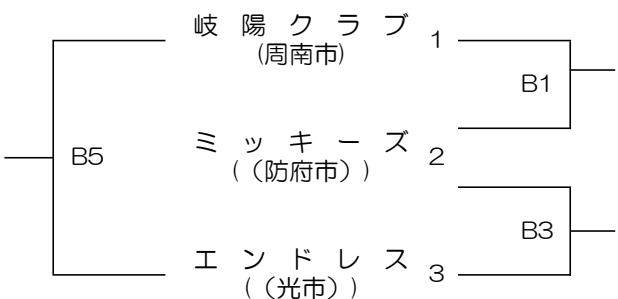 岐陽クラブ 1
(周南市)
B1
ミッキーズ 2
(（防府市）)
B5
B3
エンドレス 3
(（光市）)